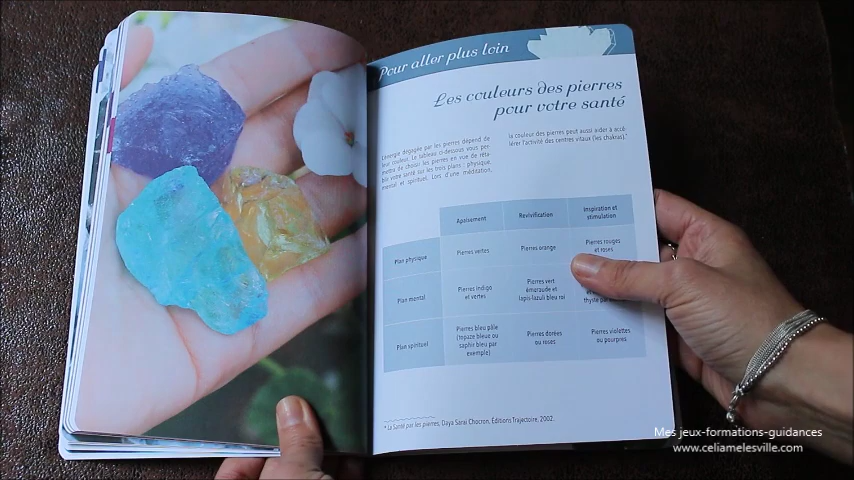 Pour aller plus loin
Les couleurs des pierres
pour votre santé
L'énergie dégagée par les pierres dépend de
leur couleur. Le tableau ci-dessous vous per-
mettra de choisir les pierres en vue de réta-
blir votre santé sur les trois plans : physique,
mental et spirituel. Lors d'une méditation,
la couleur des pierres peut aussi aider à accé-
lérer l'activité des centres vitaux (les chakras)*.
Apaisement
Revivification
Inspiration et
stimulation
Plan physique
Pierres vertes
Pierres orange
Pierres rouges
et roses
Plan mental
Pierres indigo
et vertes
Pierres vert
émeraude et
lapis-lazuli bleu roi
thyste par
Plan spirituel
Pierres bleu pâle
(topaze bleue ou
saphir bleu par
exemple)
Pierres dorées
ou roses
Pierres violettes
ou pourpres
* La Santé par les pierres, Daya Sarai Chocron, Éditions Trajectoire, 2002.
Mes jeux-formations-guidances
www.celiamelesville.com